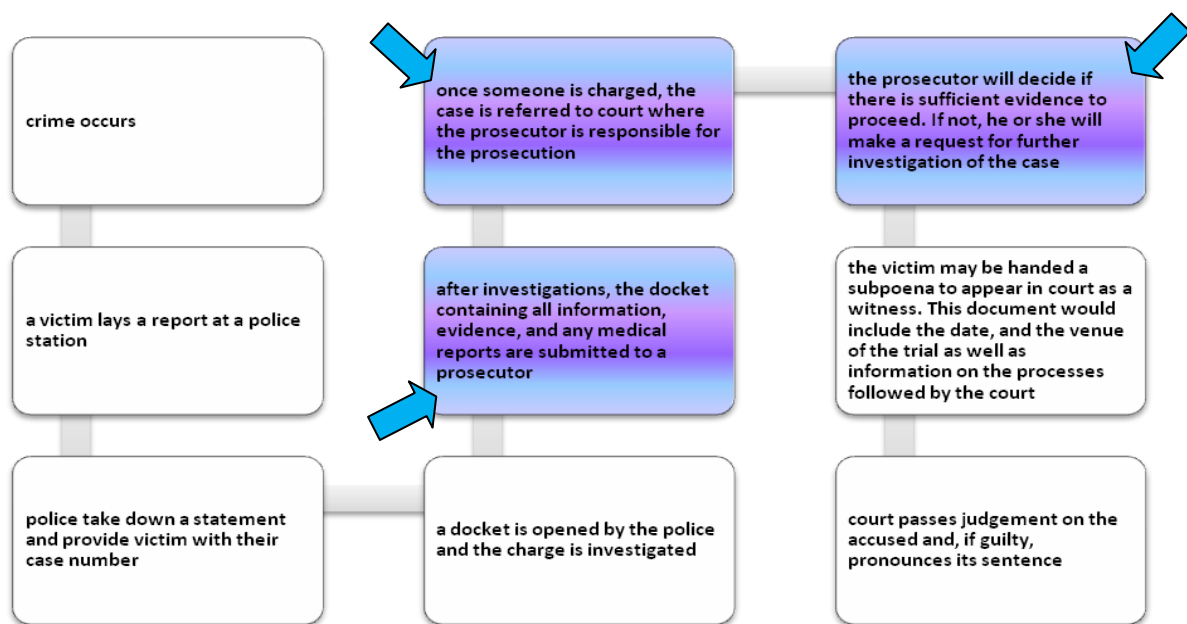 crime occurs
a victim lays a report at a police
station
police take down a statement
and provide victim with their
case number
a docket is opened by the police
and the charge is investigated
after investigations, the docket
containing all information,
evidence, and any medical
reports are submitted to a
prosecutor
once someone is charged, the
case is referred to court where
the prosecutor is responsible for
the prosecution
the prosecutor will decide if
there is sufficient evidence to
proceed. If not, he or she will
make a request for further
investigation of the case
the victim may be handed a
subpoena to appear in court as a
witness. This document would
include the date, and the venue
of the trial as well as
information on the processes
followed by the court
court passes judgement on the
accused and, if guilty,
pronounces its sentence